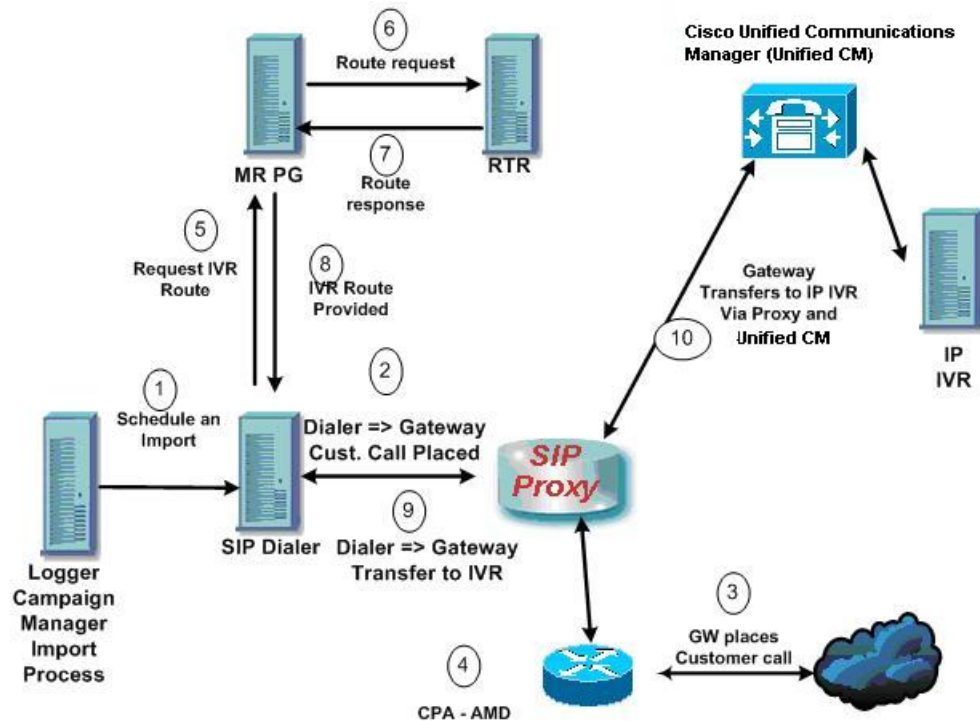 6
Route request
Cisco Unified Communications
Manager (Unified CM)
MR PG
RTR
7
Route
response
5
Request IVR
Route
8
IVR Route
Provided
Gateway
Transfers to IP IVR
Via Proxy and
Unified CM
10
IP
IVR
1
Schedule an
Import
2
Dialer => Gateway
Cust. Call Placed
SIP
Proxy
9
Dialer => Gateway
Transfer to IVR
SIP Dialer
Logger
Campaign
Manager
Import
Process
3
GW places
Customer call
4
CPA - AMD